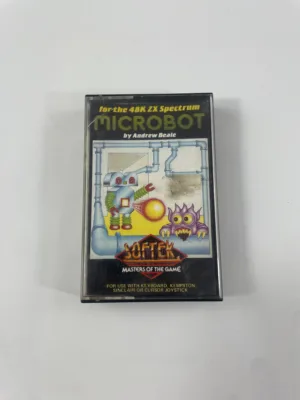 for the 48K ZX Spectrum
MICROBOT
by Andrew Beale
SOFTEK
MASTERS OF THE GAME
FOR USE WITH KEYBOARD, KEMPSTON,
SINCLAIR OR CURSOR JOYSTICK